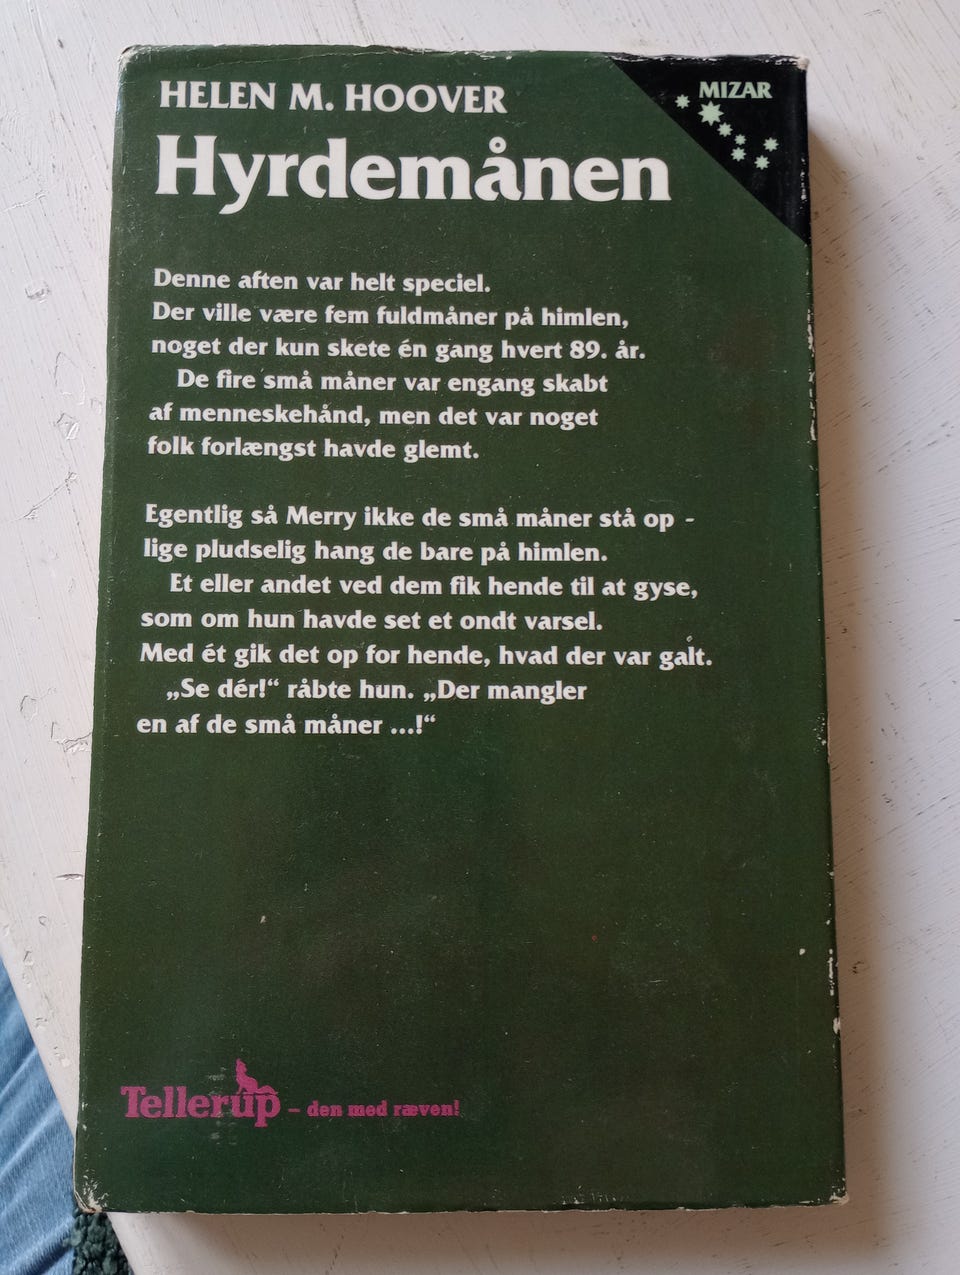 HELEN M. HOOVER
MIZAR
Hyrdemånen
Denne aften var helt speciel.
Der ville være fem fuldmåner på himlen,
noget der kun skete én gang hvert 89. år.
De fire små måner var engang skabt
af menneskehånd, men det var noget
folk forlængst havde glemt.
Egentlig så Merry ikke de små måner stå op -
lige pludselig hang de bare på himlen.
Et eller andet ved dem fik hende til at gyse,
som om hun havde set et ondt varsel.
Med ét gik det op for hende, hvad der var galt.
„Se dér!“ råbte hun. „Der mangler
en af de små måner ...!“
Tellerup – den med ræven!